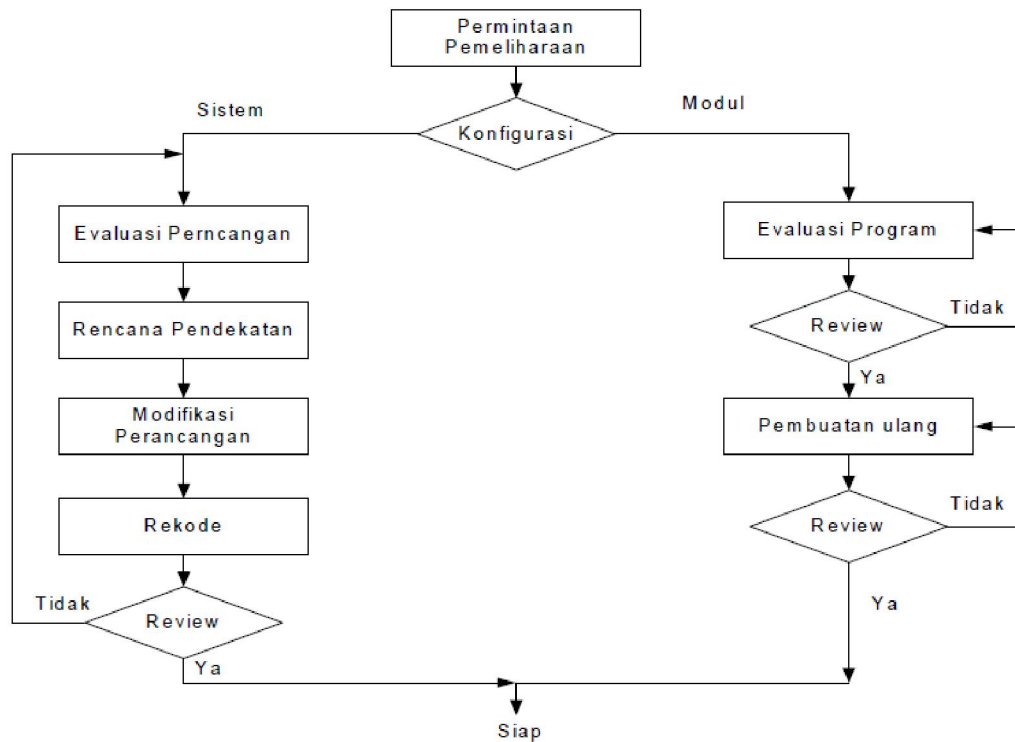 Permintaan
Pemeliharaan
Sistem
Modul
Konfigurasi
Evaluasi Perncangan
Evaluasi Program
Rencana Pendekatan
Review
Tidak
Ya
Modifikasi
Perancangan
Pembuatan ulang
Rekode
Review
Tidak
Tidak
Review
Ya
Ya
Siap